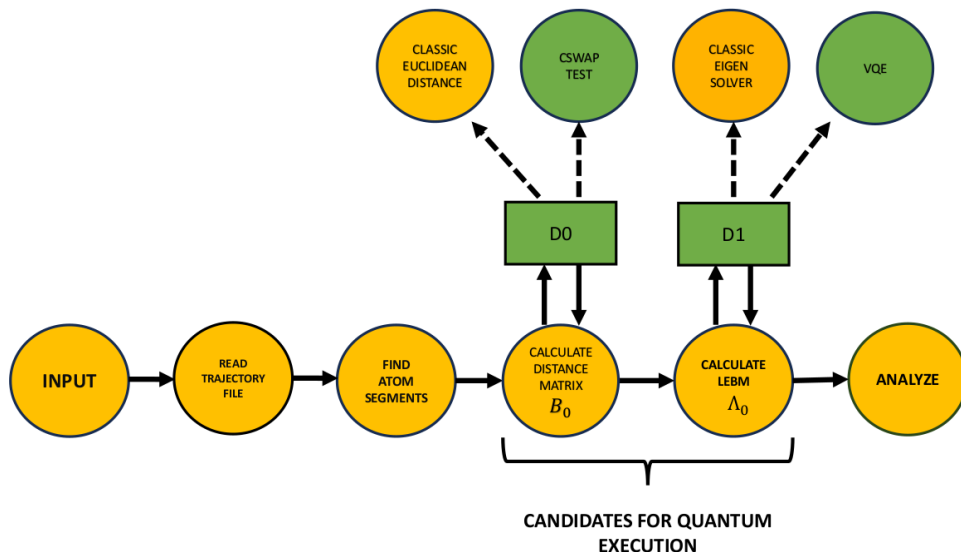 CLASSIC
EUCLIDEAN
DISTANCE
CSWAP
TEST
CLASSIC
EIGEN
SOLVER
VQE
D0
D1
INPUT
READ
TRAJECTORY
FILE
FIND
ATOM
SEGMENTS
CALCULATE
DISTANCE
MATRIX
B₀
CALCULATE
LEBM
Λ₀
ANALYZE
CANDIDATES FOR QUANTUM
EXECUTION